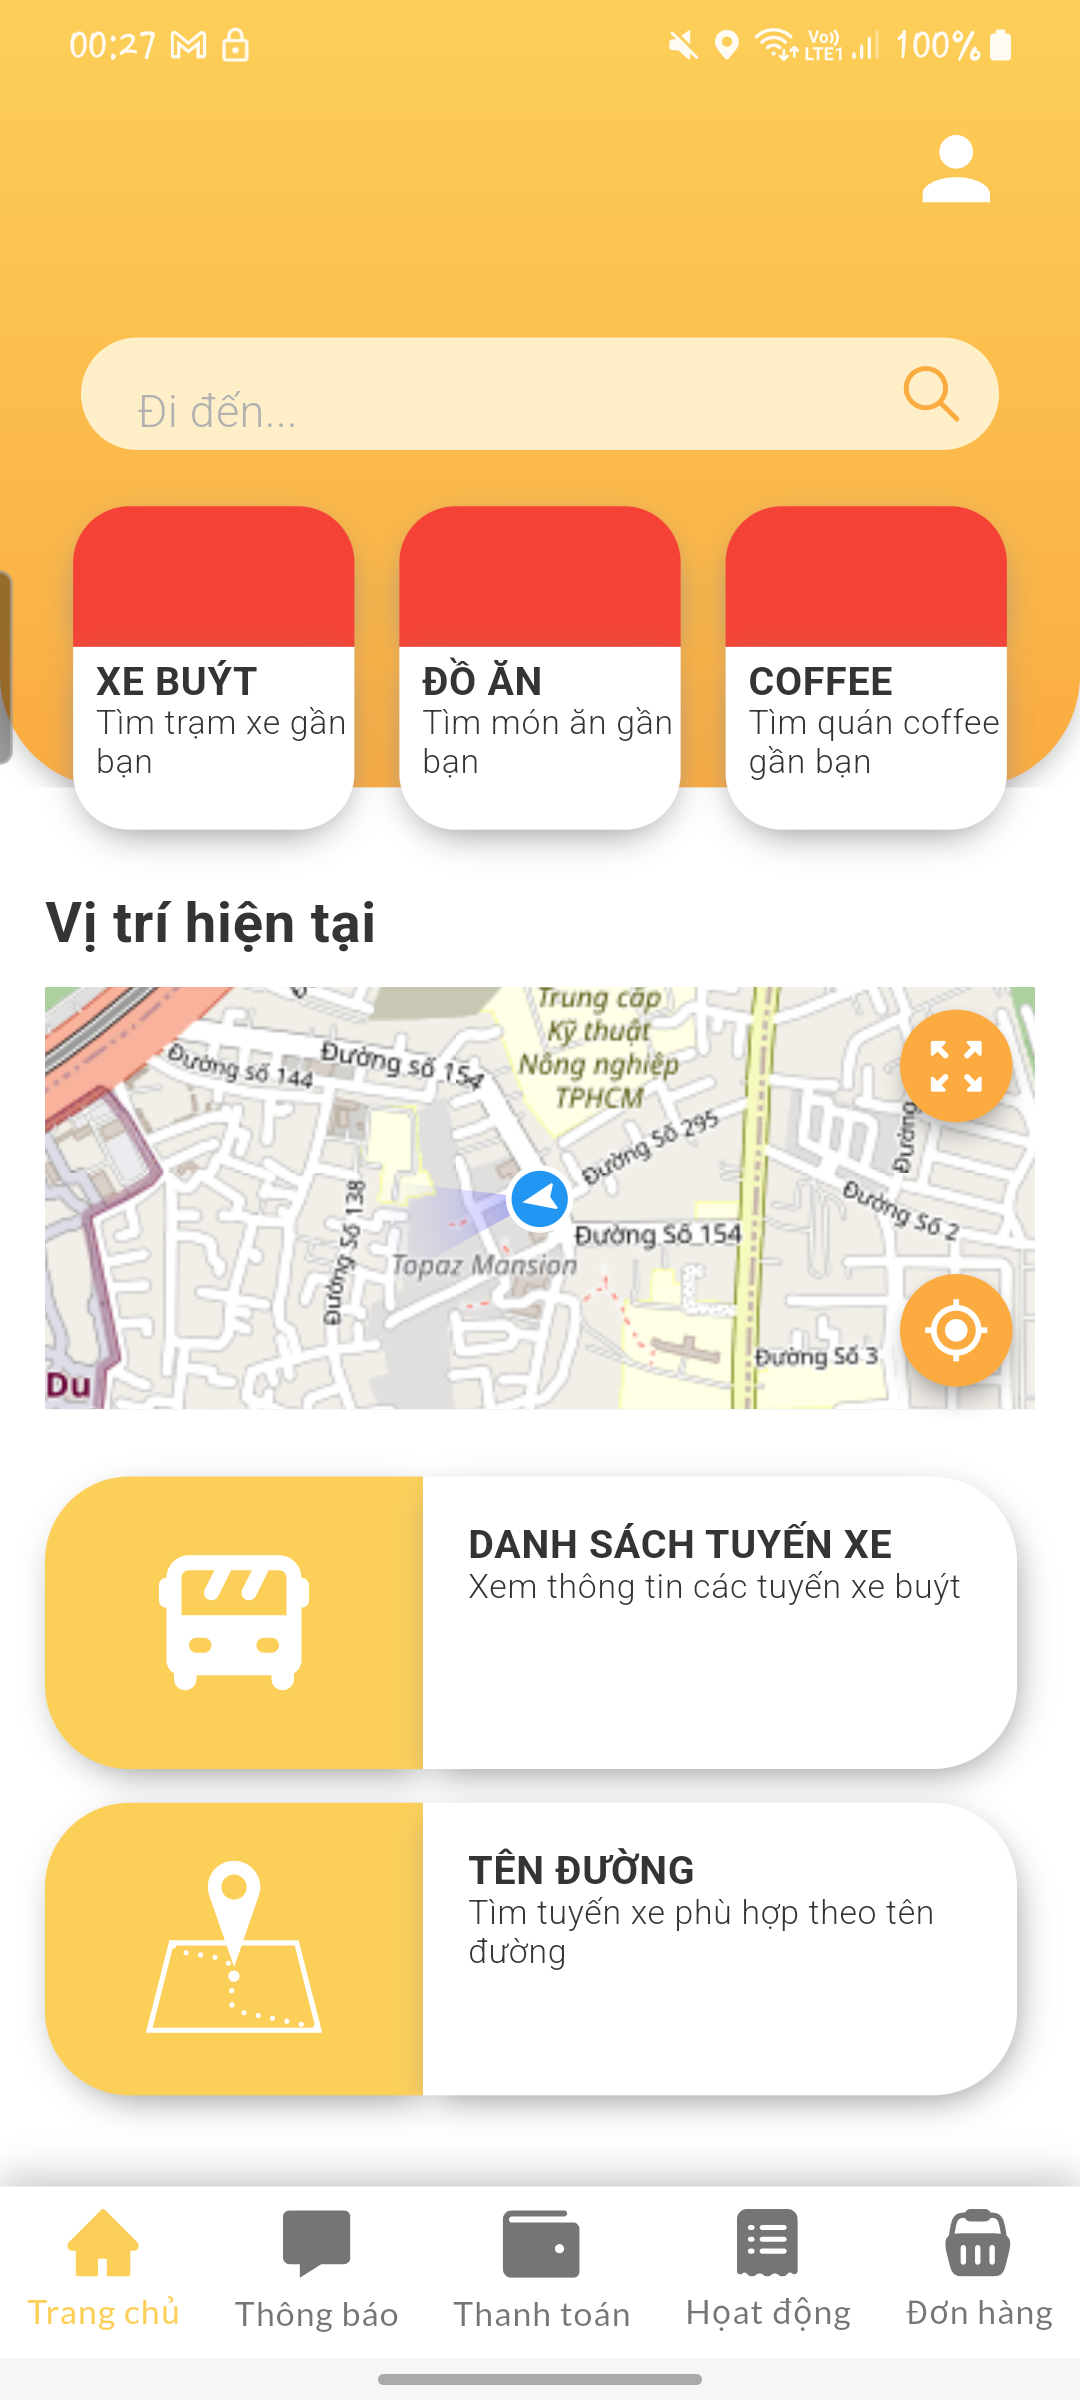 00:27
Vo)) LTE1
100%
Đi đến...
XE BUÝT
Tìm trạm xe gần
bạn
ĐỒ ĂN
Tìm món ăn gần
bạn
COFFEE
Tìm quán coffee
gần bạn
Vị trí hiện tại
Trung cấp
Kỹ thuật
Nông nghiệp
TPHCM
Đường số 144
Đường số 154
Đường Số 295
Đường
Đường Số 138
Đường Số 2
Đường Số 154
Topaz Mansion
Đường Số 3
Du
DANH SÁCH TUYẾN XE
Xem thông tin các tuyến xe buýt
TÊN ĐƯỜNG
Tìm tuyến xe phù hợp theo tên
đường
Trang chủ
Thông báo
Thanh toán
Họat động
Đơn hàng